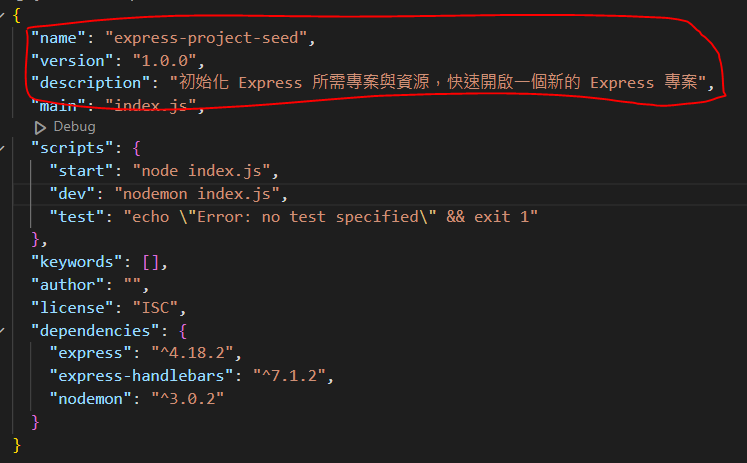 {
"name": "express-project-seed",
"version": "1.0.0",
"description": "初始化 Express 所需專案與資源，快速開啟一個新的 Express 專案",
"main": "index.js",
Debug
"scripts": {
"start": "node index.js",
"dev": "nodemon index.js",
"test": "echo \"Error: no test specified\" && exit 1"
},
"keywords": [],
"author": "",
"license": "ISC",
"dependencies": {
"express": "^4.18.2",
"express-handlebars": "^7.1.2",
"nodemon": "^3.0.2"
}
}